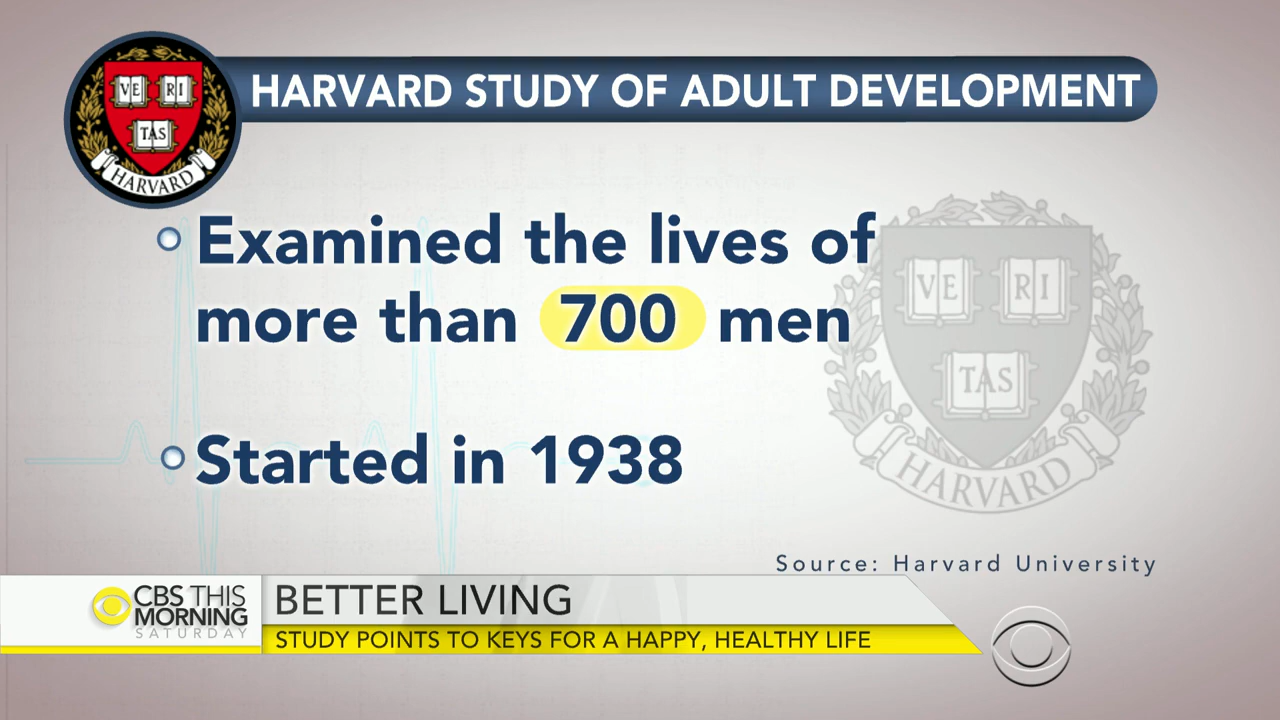 VE RI
TAS
HARVARD
HARVARD STUDY OF ADULT DEVELOPMENT
Examined the lives of
more than 700 men
Started in 1938
VE RI
TAS
HARVARD
Source: Harvard University
CBS THIS
MORNING
SATURDAY
BETTER LIVING
STUDY POINTS TO KEYS FOR A HAPPY, HEALTHY LIFE